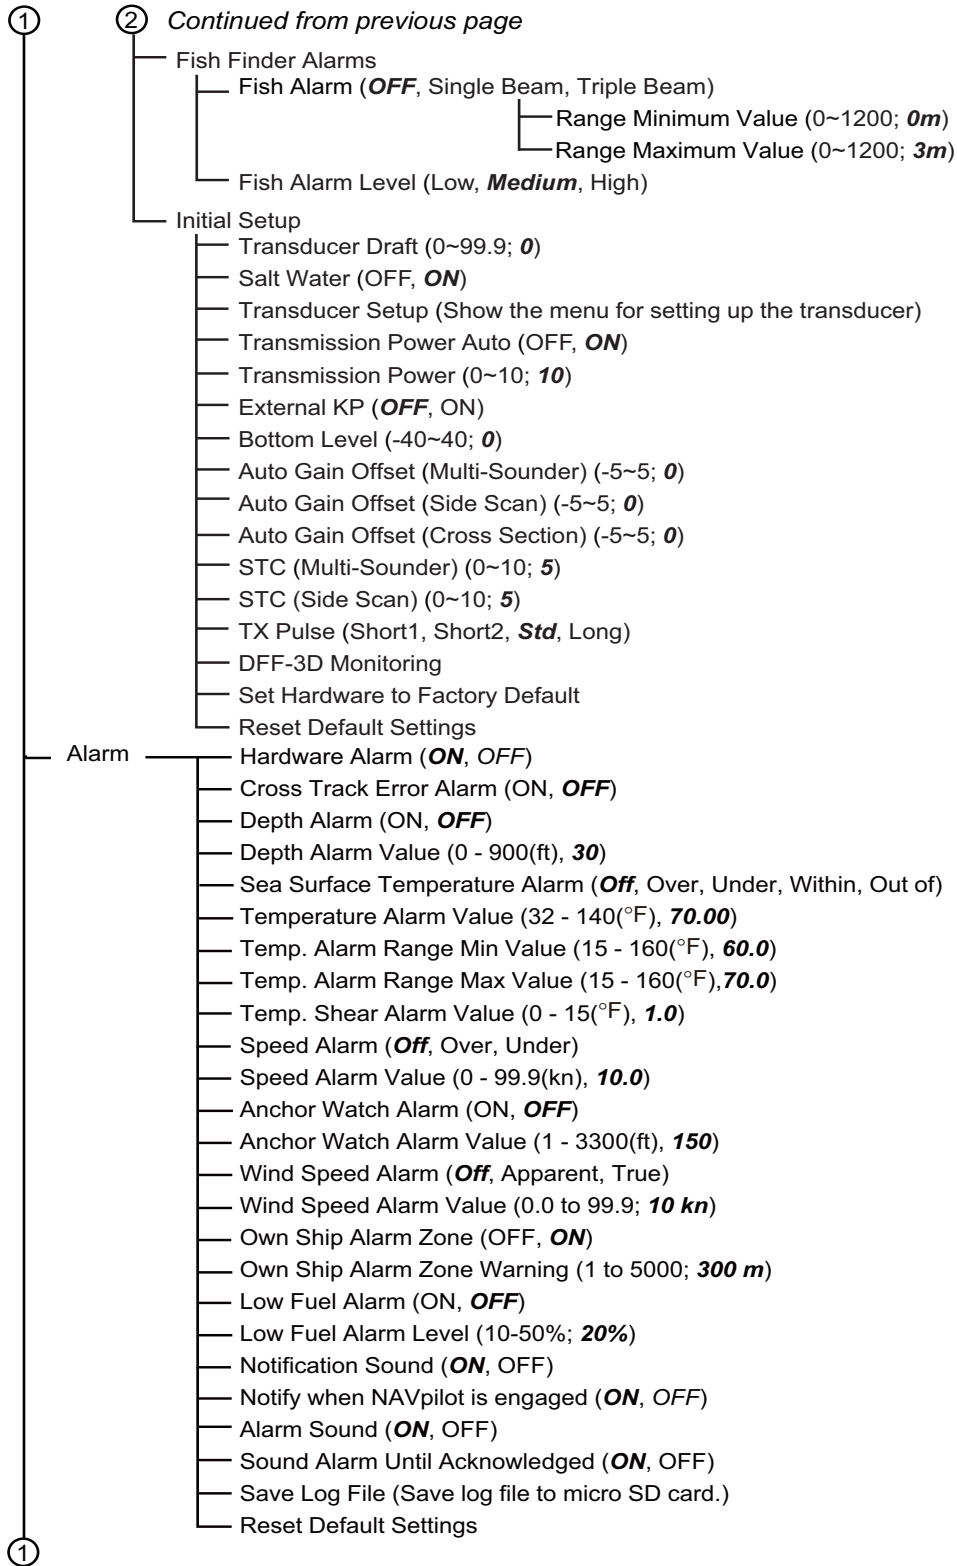 1 2 Continued from previous page
Fish Finder Alarms
Fish Alarm (OFF, Single Beam, Triple Beam)
Range Minimum Value (0~1200; 0m)
Range Maximum Value (0~1200; 3m)
Fish Alarm Level (Low, Medium, High)
Initial Setup
Transducer Draft (0~99.9; 0)
Salt Water (OFF, ON)
Transducer Setup (Show the menu for setting up the transducer)
Transmission Power Auto (OFF, ON)
Transmission Power (0~10; 10)
External KP (OFF, ON)
Bottom Level (-40~40; 0)
Auto Gain Offset (Multi-Sounder) (-5~5; 0)
Auto Gain Offset (Side Scan) (-5~5; 0)
Auto Gain Offset (Cross Section) (-5~5; 0)
STC (Multi-Sounder) (0~10; 5)
STC (Side Scan) (0~10; 5)
TX Pulse (Short1, Short2, Std, Long)
DFF-3D Monitoring
Set Hardware to Factory Default
Reset Default Settings
Alarm Hardware Alarm (ON, OFF)
Cross Track Error Alarm (ON, OFF)
Depth Alarm (ON, OFF)
Depth Alarm Value (0 - 900(ft), 30)
Sea Surface Temperature Alarm (Off, Over, Under, Within, Out of)
Temperature Alarm Value (32 - 140(°F), 70.00)
Temp. Alarm Range Min Value (15 - 160(°F), 60.0)
Temp. Alarm Range Max Value (15 - 160(°F),70.0)
Temp. Shear Alarm Value (0 - 15(°F), 1.0)
Speed Alarm (Off, Over, Under)
Speed Alarm Value (0 - 99.9(kn), 10.0)
Anchor Watch Alarm (ON, OFF)
Anchor Watch Alarm Value (1 - 3300(ft), 150)
Wind Speed Alarm (Off, Apparent, True)
Wind Speed Alarm Value (0.0 to 99.9; 10 kn)
Own Ship Alarm Zone (OFF, ON)
Own Ship Alarm Zone Warning (1 to 5000; 300 m)
Low Fuel Alarm (ON, OFF)
Low Fuel Alarm Level (10-50%; 20%)
Notification Sound (ON, OFF)
Notify when NAVpilot is engaged (ON, OFF)
Alarm Sound (ON, OFF)
Sound Alarm Until Acknowledged (ON, OFF)
Save Log File (Save log file to micro SD card.)
Reset Default Settings
1